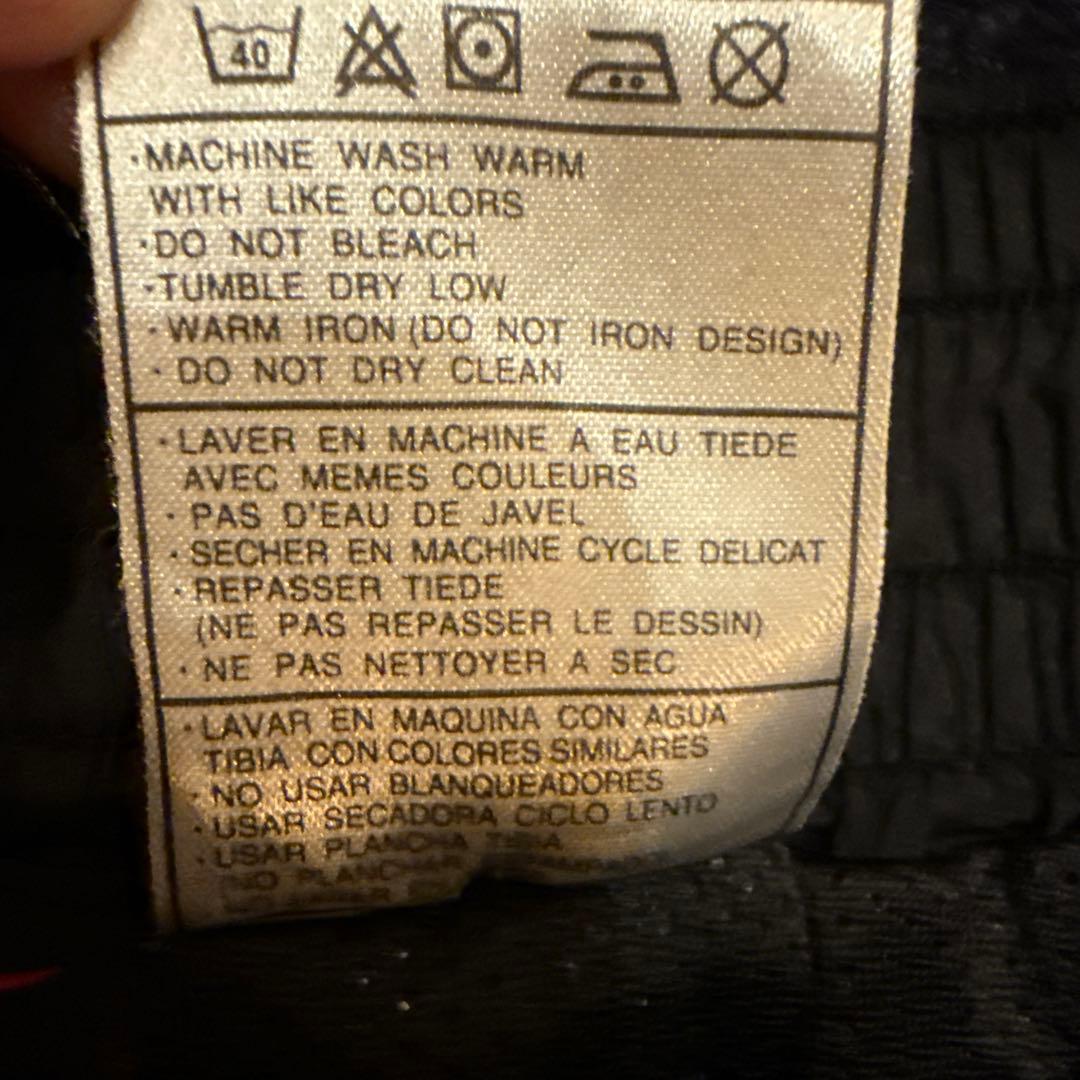 40
·MACHINE WASH WARM
WITH LIKE COLORS
·DO NOT BLEACH
·TUMBLE DRY LOW
·WARM IRON (DO NOT IRON DESIGN)
·DO NOT DRY CLEAN
·LAVER EN MACHINE A EAU TIEDE
AVEC MEMES COULEURS
·PAS D'EAU DE JAVEL
·SECHER EN MACHINE CYCLE DELICAT
·REPASSER TIEDE
(NE PAS REPASSER LE DESSIN)
·NE PAS NETTOYER A SEC
·LAVAR EN MAQUINA CON AGUA
TIBIA CON COLORES SIMILARES
·NO USAR BLANQUEADORES
·USAR SECADORA CICLO LENTO
·USAR PLANCHA TIBIA
(NO PLANCHAR